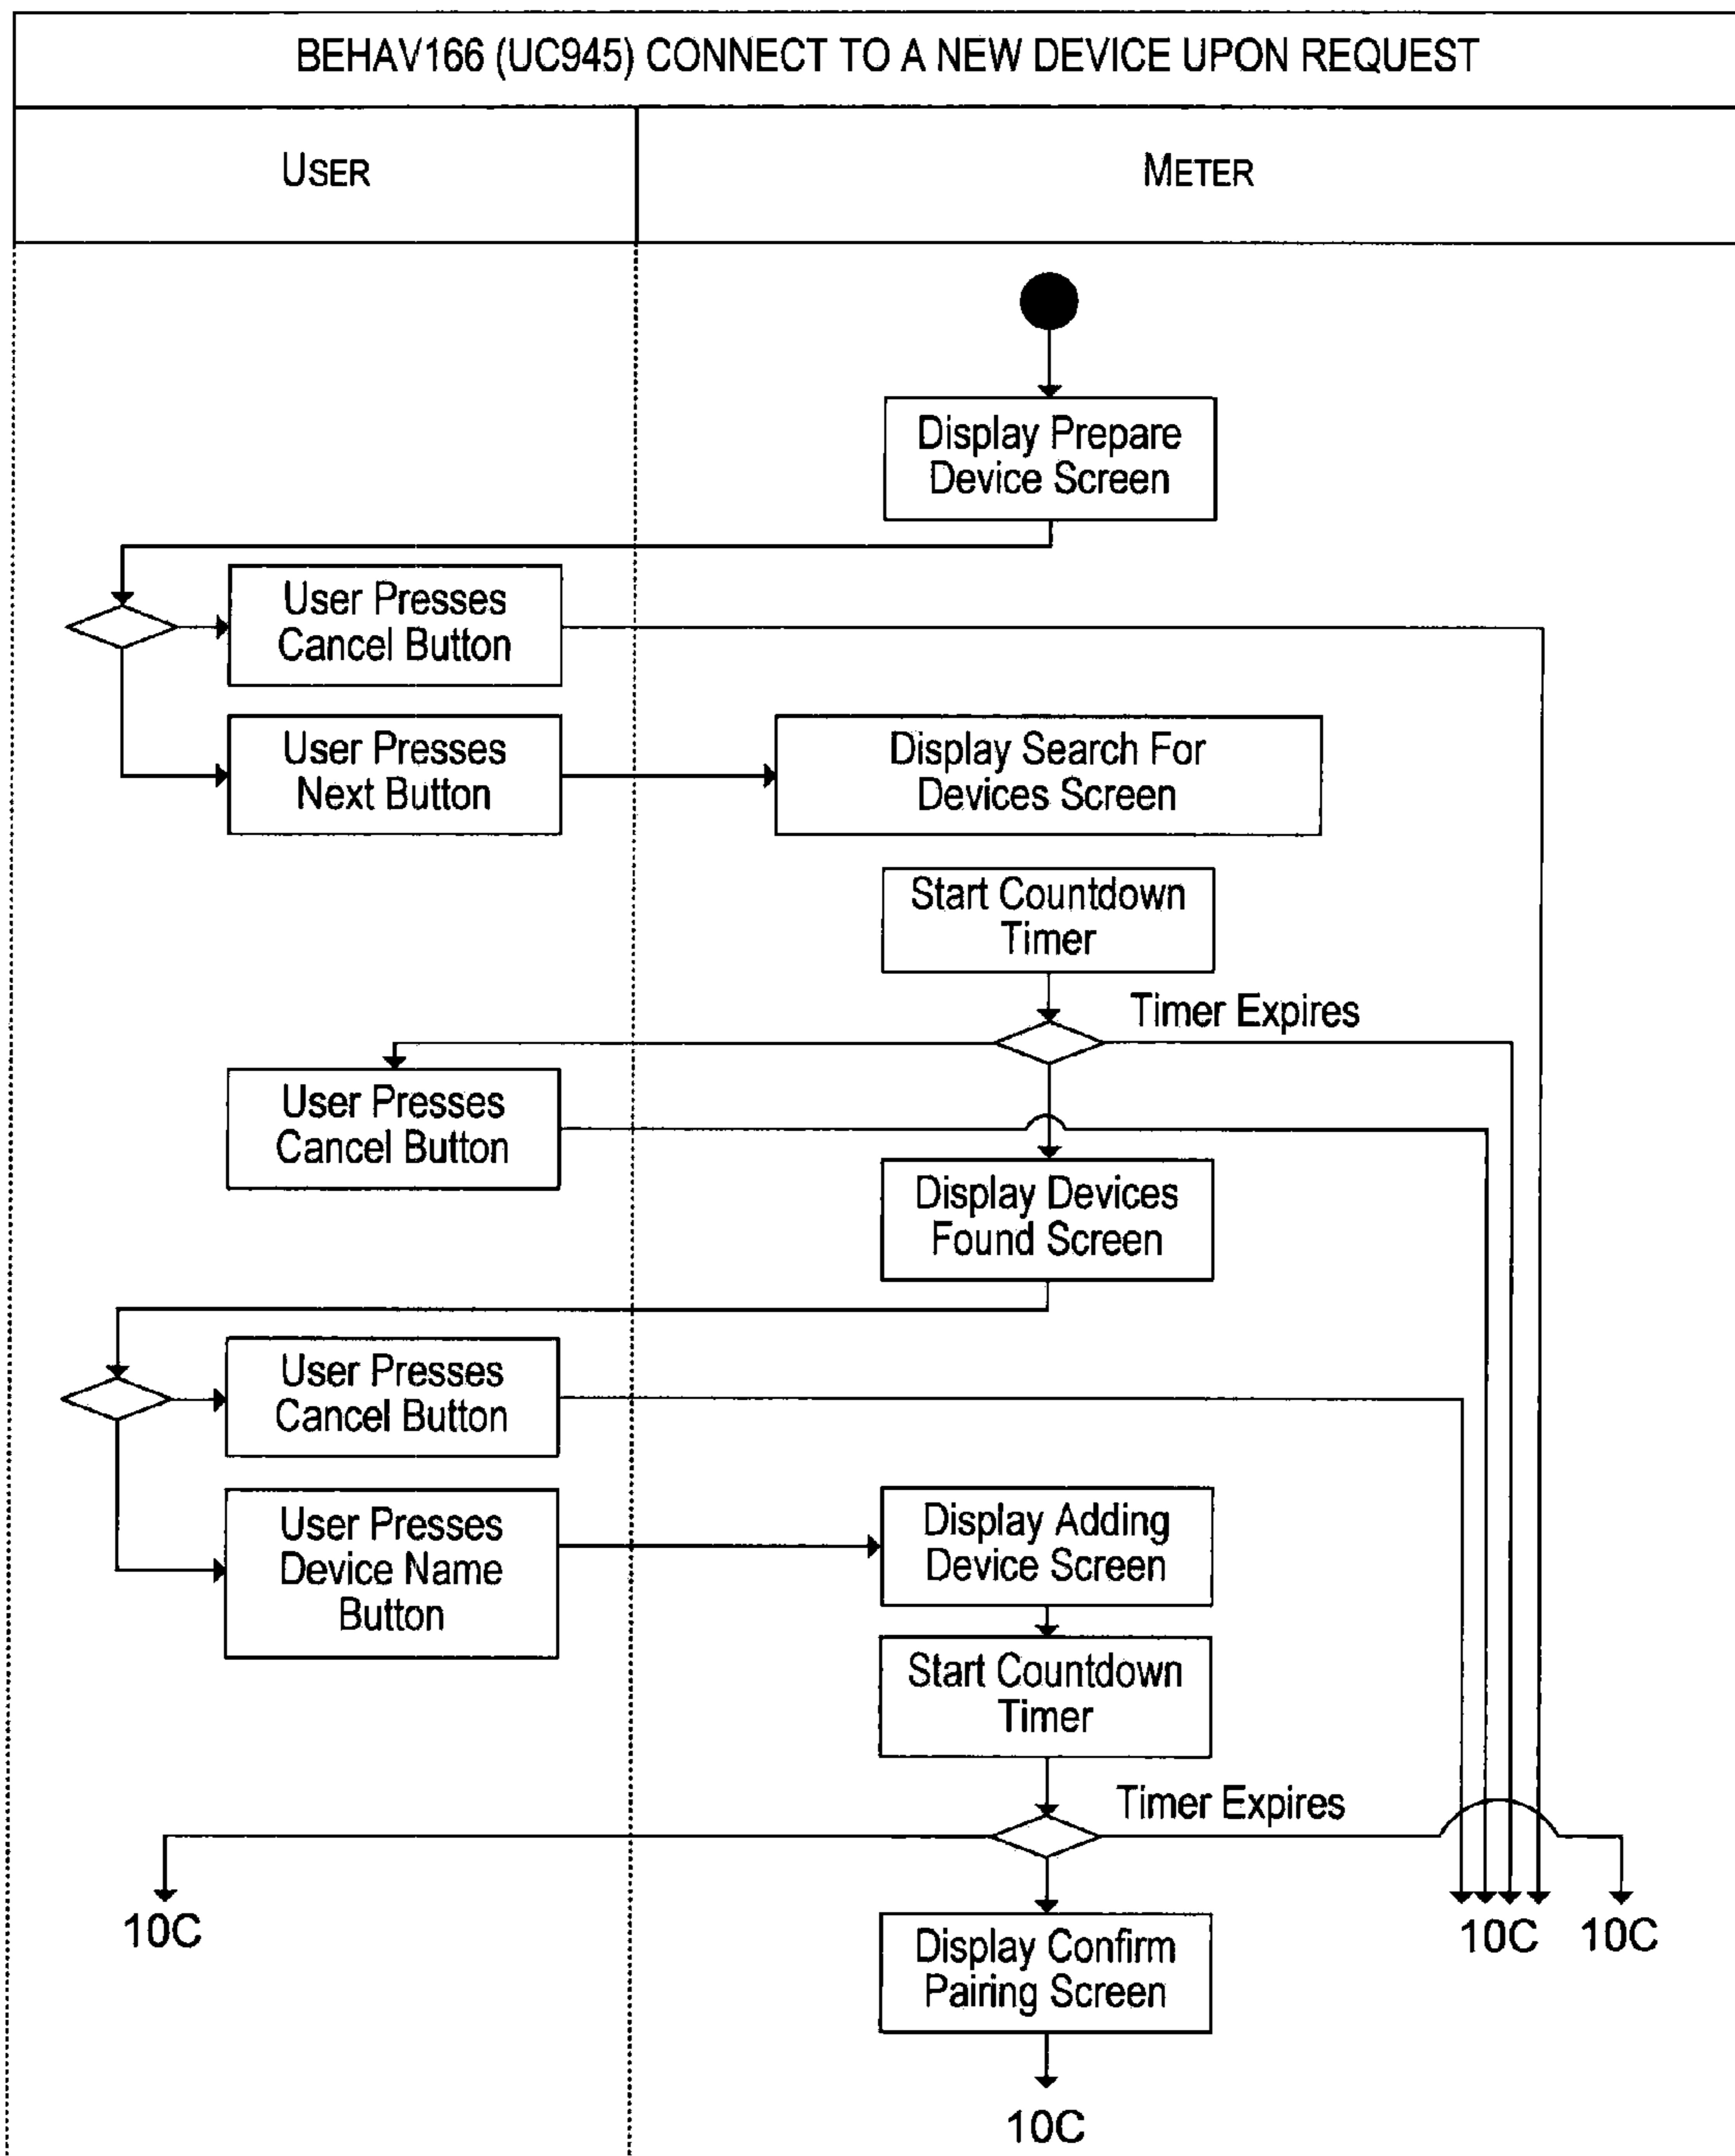 BEHAV166 (UC945) CONNECT TO A NEW DEVICE UPON REQUEST
USER
METER
Display Prepare
Device Screen
User Presses
Cancel Button
User Presses
Next Button
Display Search For
Devices Screen
Start Countdown
Timer
Timer Expires
User Presses
Cancel Button
Display Devices
Found Screen
User Presses
Cancel Button
User Presses
Device Name
Button
Display Adding
Device Screen
Start Countdown
Timer
Timer Expires
10C
10C
10C
Display Confirm
Pairing Screen
10C